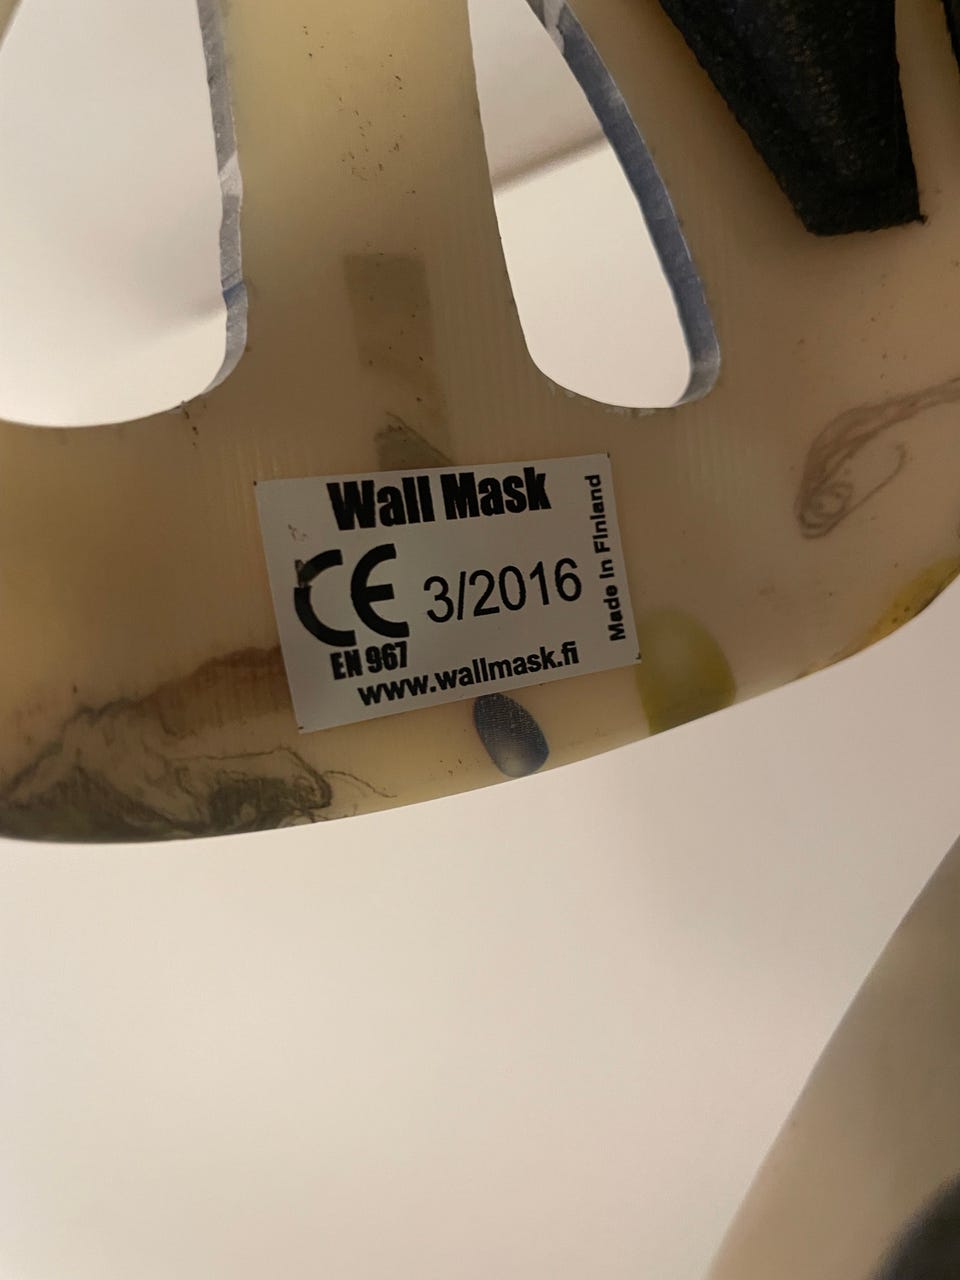 Wall Mask
CE 3/2016
EN 967
www.wallmask.fi
Made in Finland